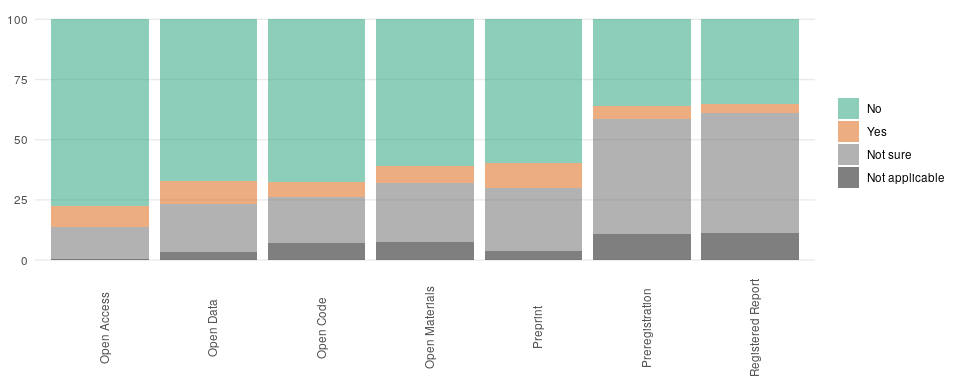 100
75
50
25
0
Open Access
Open Data
Open Code
Open Materials
Preprint
Preregistration
Registered Report
No
Yes
Not sure
Not applicable